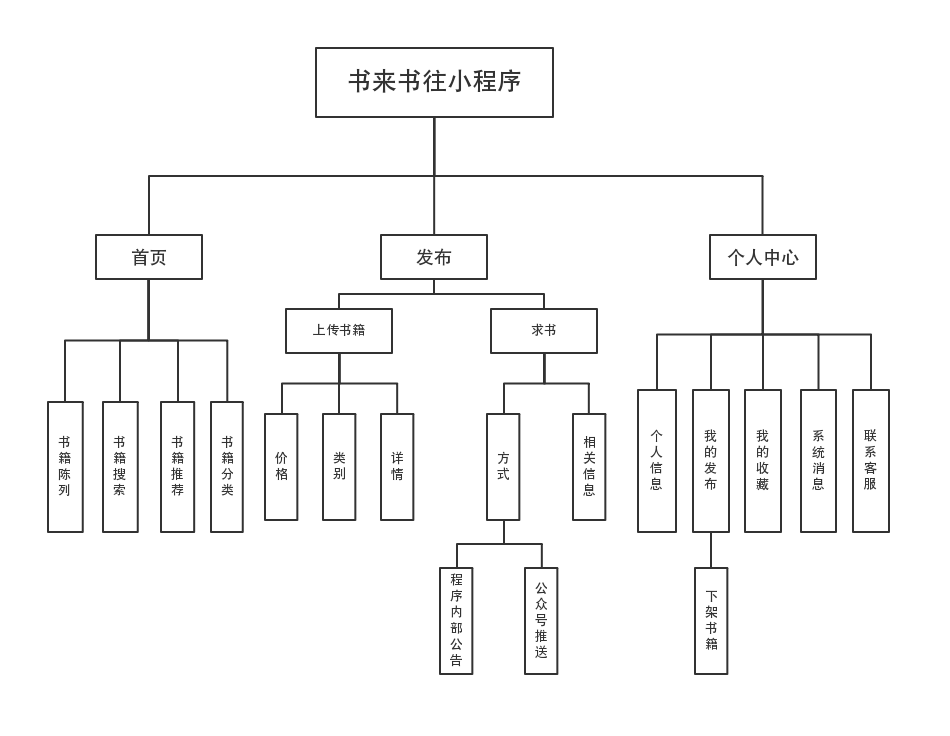 书来书往小程序
首页
发布
个人中心
上传书籍
求书
书籍陈列
书籍搜索
书籍推荐
书籍分类
价格
类别
详情
方式
相关信息
个人信息
我的发布
我的收藏
系统消息
联系客服
程序内部公告
公众号推送
下架书籍